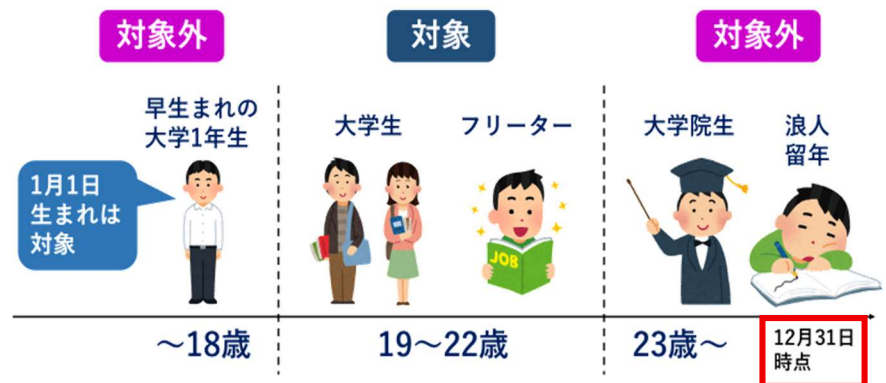 対象外
対象
対象外
早生まれの
大学1年生
1月1日
生まれは
対象
大学生
フリーター
JOB
大学院生
浪人
留年
～18歳
19～22歳
23歳～
12月31日
時点